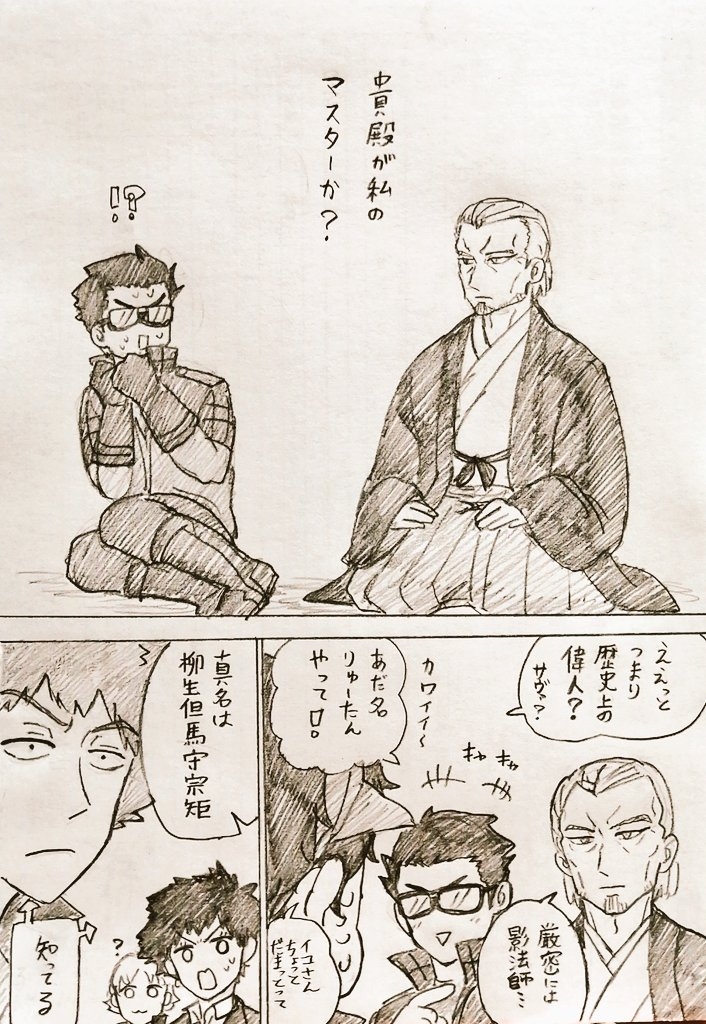 貴殿が私の
マスターか？
!?
ええっと
つまり
歴史上の
偉人？
サヴァ？
厳密には
影法師…
カワイイ〜
キャ キャ
あだ名
りゅーたん
やって!!
イコさん
ちょって
だまってって
真名は
柳生但馬守宗矩
?
知ってる